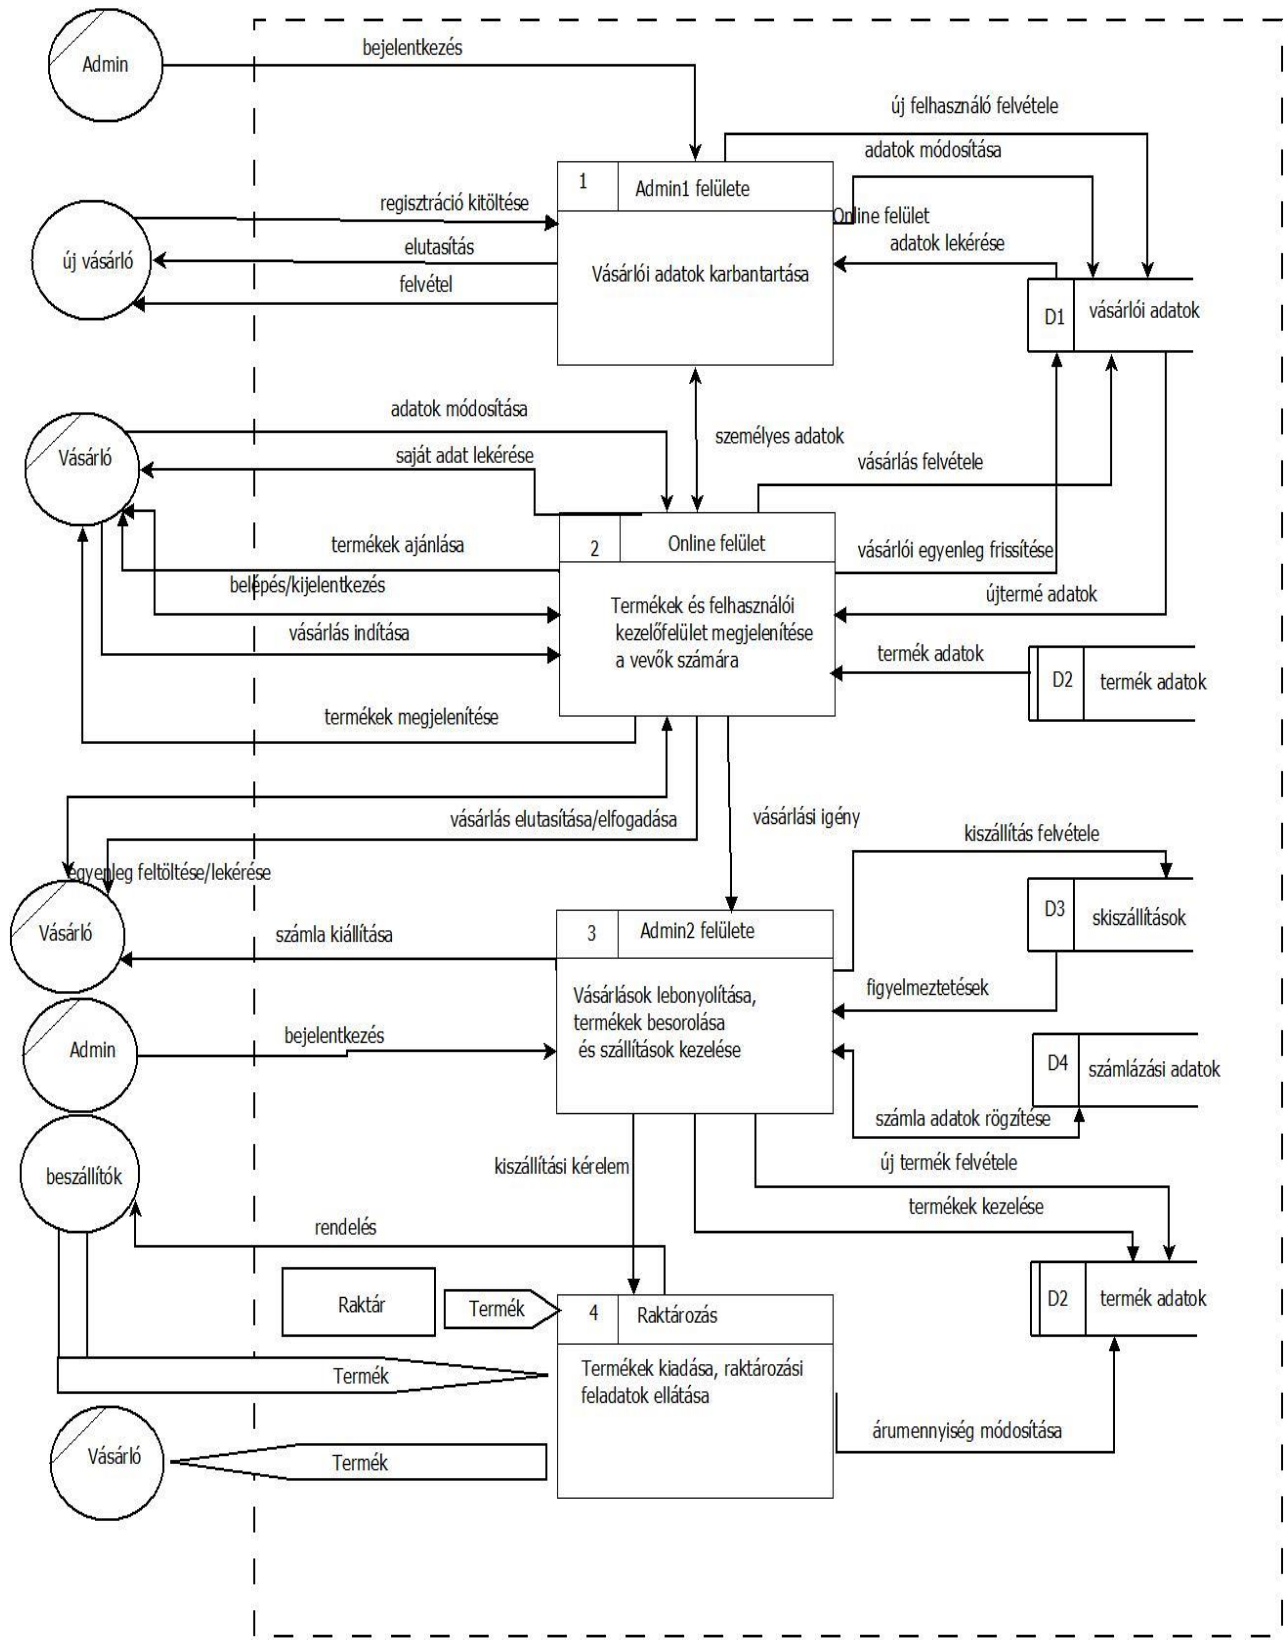 bejelentkezés
Admin
új felhasználó felvétele
adatok módosítása
1
Admin1 felülete
regisztráció kitöltése
Online felület
elutasítás
adatok lekérése
új vásárló
Vásárlói adatok karbantartása
felvétel
D1
vásárlói adatok
adatok módosítása
személyes adatok
saját adat lekérése
Vásárló
vásárlás felvétele
2
Online felület
termékek ajánlása
vásárlói egyenleg frissítése
belépés/kijelentkezés
újtermé adatok
Termékek és felhasználói
kezelőfelület megjelenítése
a vevők számára
vásárlás indítása
termék adatok
D2
termék adatok
termékek megjelenítése
vásárlás elutasítása/elfogadása
vásárlási igény
kiszállítás felvétele
egyenleg feltöltése/lekérése
D3
skiszállítások
Vásárló
számla kiállítása
3
Admin2 felülete
figyelmeztetések
Vásárlások lebonyolítása,
termékek besorolása
és szállítások kezelése
bejelentkezés
Admin
D4
számlázási adatok
számla adatok rögzítése
kiszállítási kérelem
új termék felvétele
beszállítók
termékek kezelése
rendelés
Raktár
Termék
4
Raktározás
D2
termék adatok
Termék
Termékek kiadása, raktározási
feladatok ellátása
árumennyiség módosítása
Vásárló
Termék